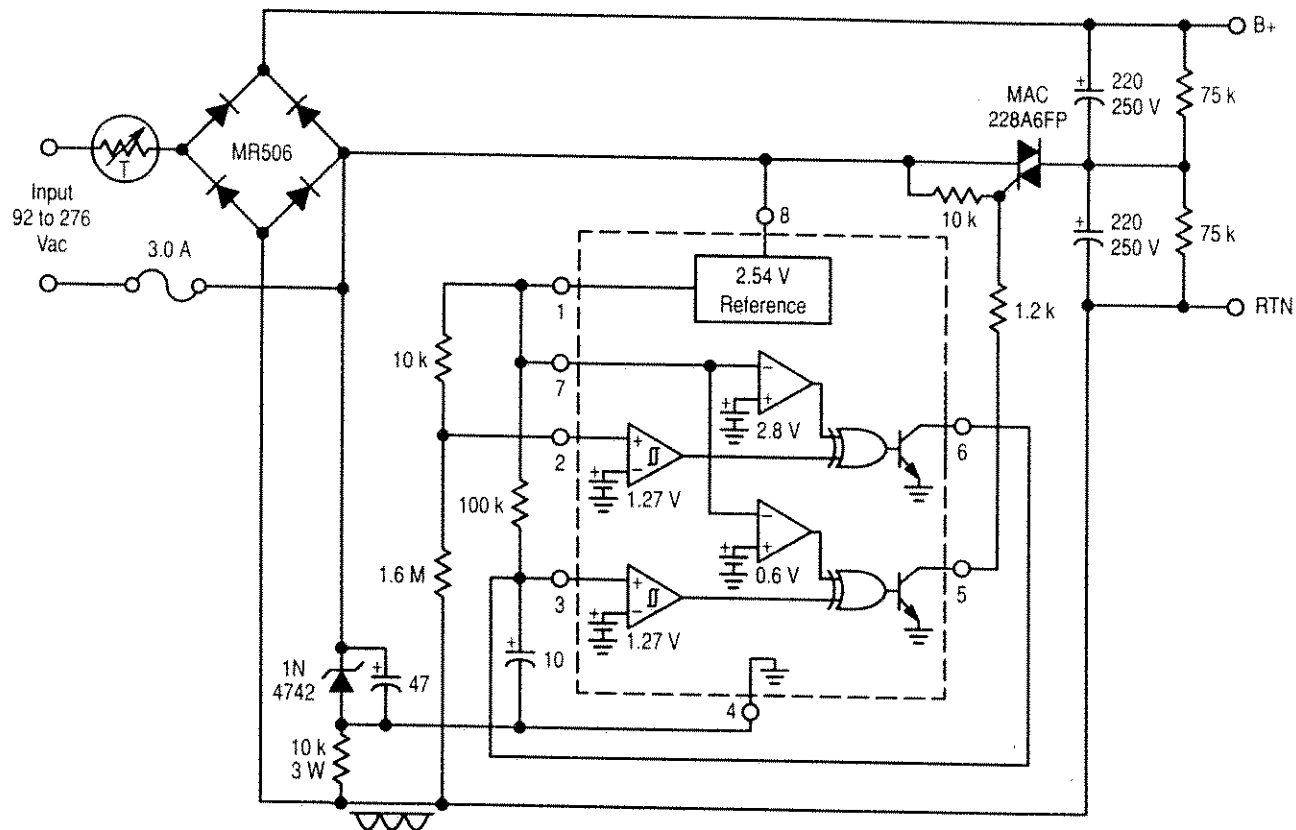 B+
MAC
228A6FP
220
250 V
75 k
MR506
T
Input
92 to 276
Vac
3.0 A
10 k
8
220
250 V
75 k
2.54 V
Reference
1
1.2 k
RTN
10 k
7
−
+
+
2.8 V
6
2
+
−
+
1.27 V
100 k
−
+
+
0.6 V
5
1.6 M
3
+
−
+
1.27 V
+
10
1N
4742
+
47
4
10 k
3 W
+
+